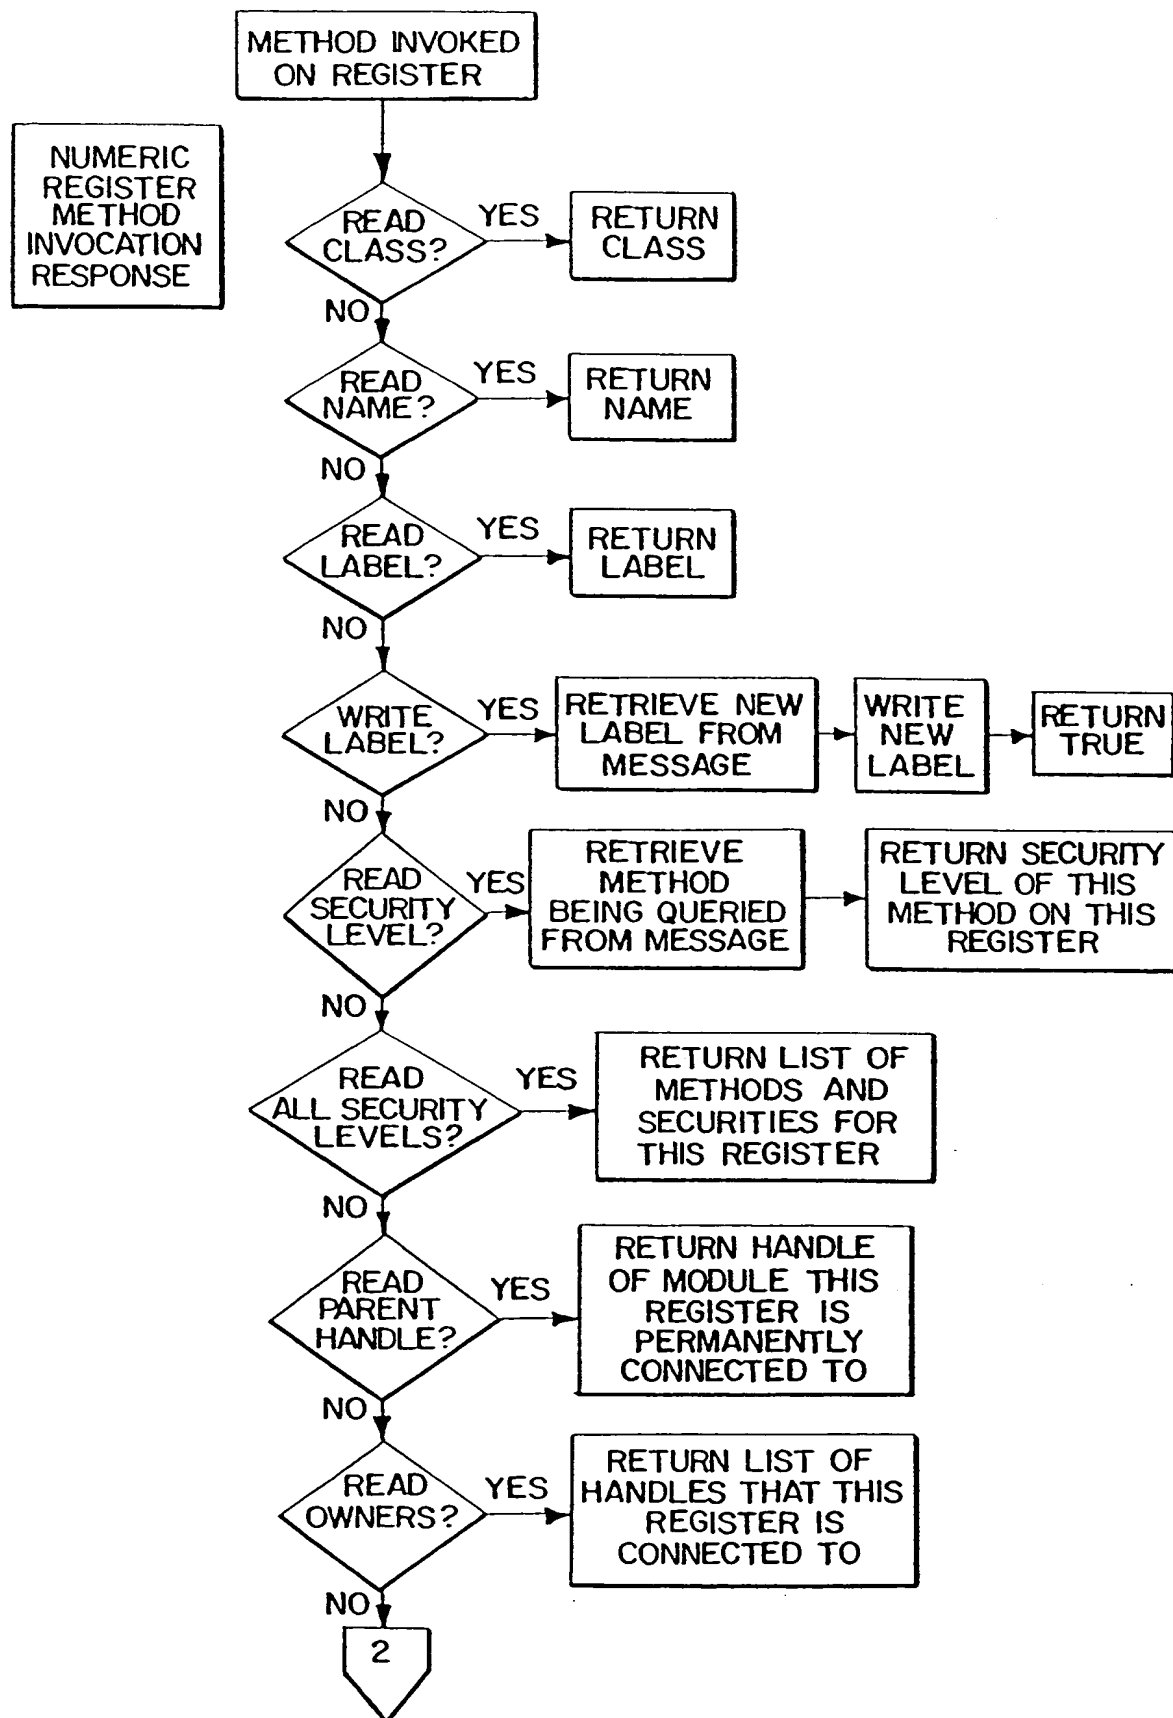 METHOD INVOKED
ON REGISTER
NUMERIC
REGISTER
METHOD
INVOCATION
RESPONSE
READ
CLASS?
YES
RETURN
CLASS
NO
READ
NAME?
YES
RETURN
NAME
NO
READ
LABEL?
YES
RETURN
LABEL
NO
WRITE
LABEL?
YES
RETRIEVE NEW
LABEL FROM
MESSAGE
WRITE
NEW
LABEL
RETURN
TRUE
NO
READ
SECURITY
LEVEL?
YES
RETRIEVE
METHOD
BEING QUERIED
FROM MESSAGE
RETURN SECURITY
LEVEL OF THIS
METHOD ON THIS
REGISTER
NO
READ
ALL SECURITY
LEVELS?
YES
RETURN LIST OF
METHODS AND
SECURITIES FOR
THIS REGISTER
NO
READ
PARENT
HANDLE?
YES
RETURN HANDLE
OF MODULE THIS
REGISTER IS
PERMANENTLY
CONNECTED TO
NO
READ
OWNERS?
YES
RETURN LIST OF
HANDLES THAT THIS
REGISTER IS
CONNECTED TO
NO
2